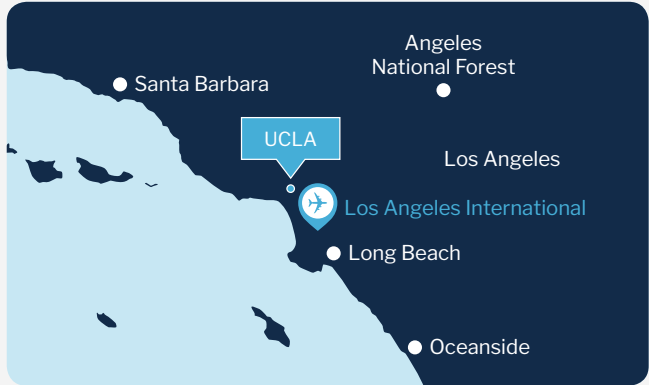 Angeles
National Forest
Santa Barbara
UCLA
Los Angeles
Los Angeles International
Long Beach
Oceanside